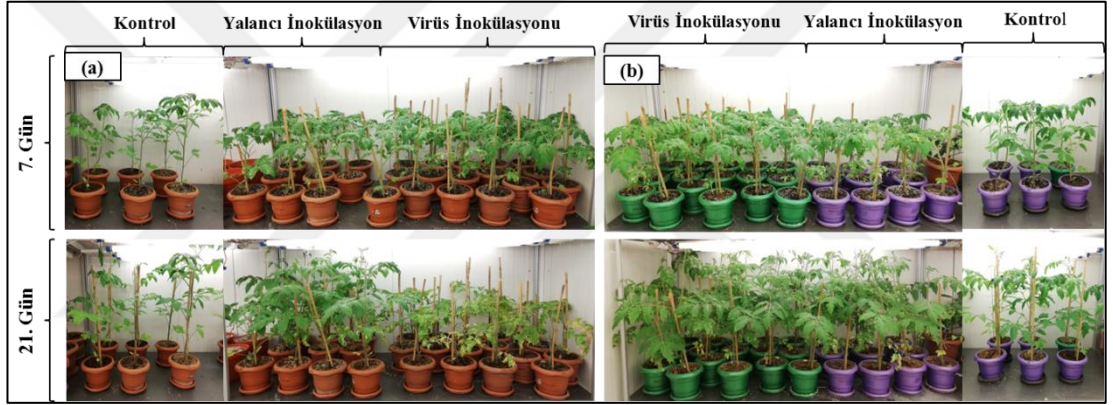 Kontrol Yalancı İnokülasyon Virüs İnokülasyonu Virüs İnokülasyonu Yalancı İnokülasyon Kontrol
(a) (b)
7. Gün
21. Gün